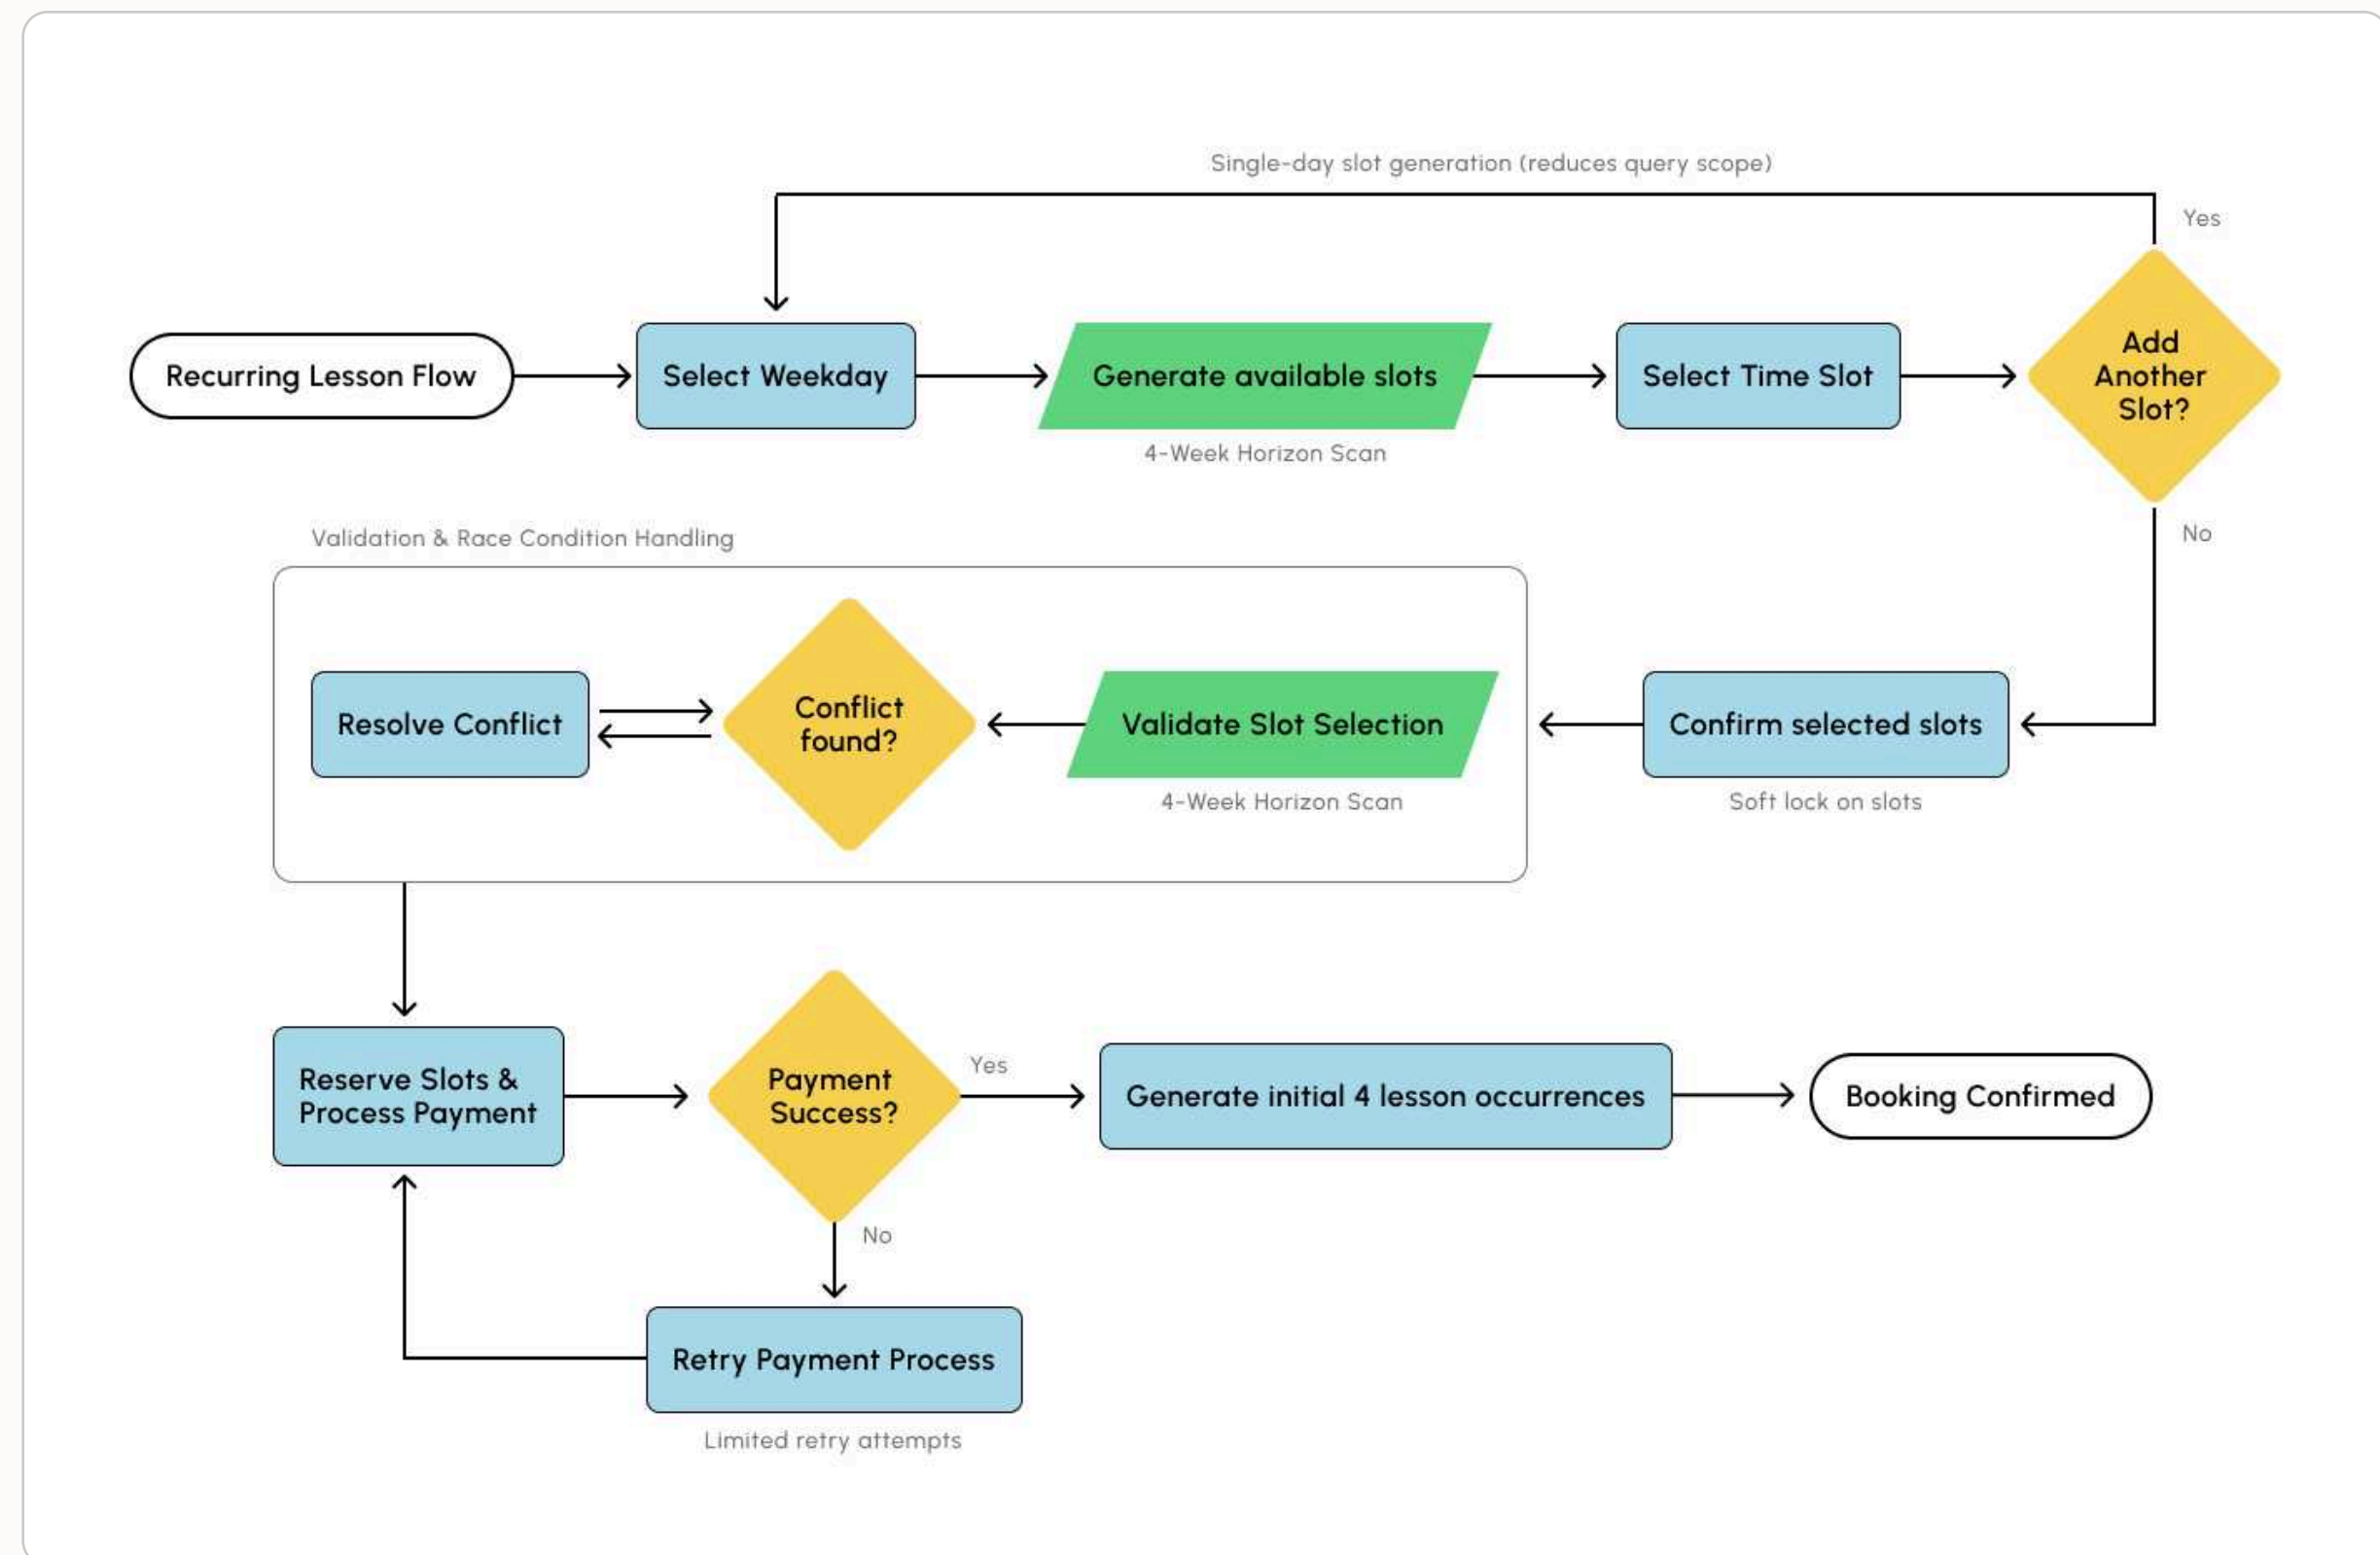 Single-day slot generation (reduces query scope)
Yes
Recurring Lesson Flow
Select Weekday
Generate available slots
4-Week Horizon Scan
Select Time Slot
Add
Another
Slot?
No
Validation & Race Condition Handling
Resolve Conflict
Conflict
found?
Validate Slot Selection
4-Week Horizon Scan
Confirm selected slots
Soft lock on slots
Reserve Slots &
Process Payment
Payment
Success?
Yes
Generate initial 4 lesson occurrences
Booking Confirmed
No
Retry Payment Process
Limited retry attempts